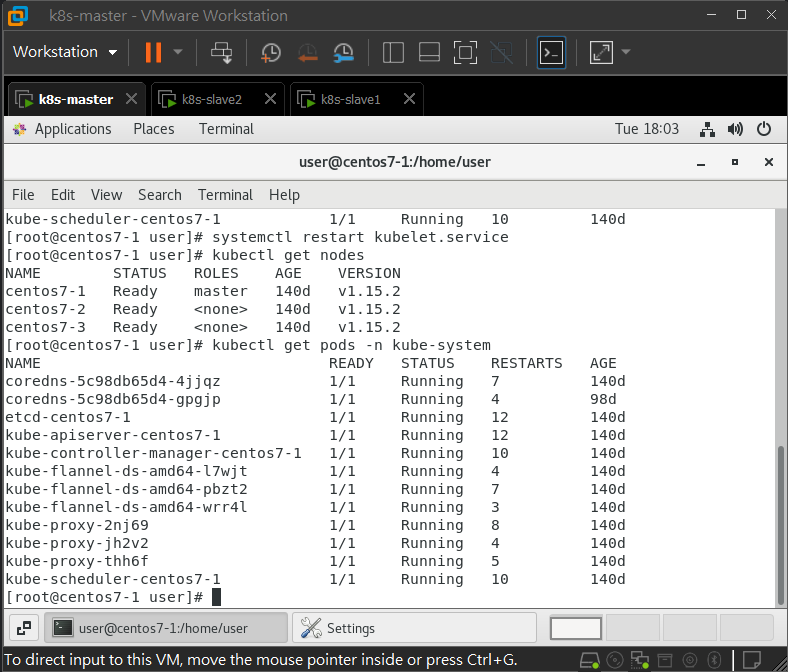 k8s-master - VMware Workstation
Workstation
k8s-master k8s-slave2 k8s-slave1
Applications Places Terminal Tue 18:03
user@centos7-1:/home/user
File Edit View Search Terminal Help
kube-scheduler-centos7-1 1/1 Running 10 140d
[root@centos7-1 user]# systemctl restart kubelet.service
[root@centos7-1 user]# kubectl get nodes
NAME STATUS ROLES AGE VERSION
centos7-1 Ready master 140d v1.15.2
centos7-2 Ready <none> 140d v1.15.2
centos7-3 Ready <none> 140d v1.15.2
[root@centos7-1 user]# kubectl get pods -n kube-system
NAME READY STATUS RESTARTS AGE
coredns-5c98db65d4-4jjqz 1/1 Running 7 140d
coredns-5c98db65d4-gpgjp 1/1 Running 4 98d
etcd-centos7-1 1/1 Running 12 140d
kube-apiserver-centos7-1 1/1 Running 12 140d
kube-controller-manager-centos7-1 1/1 Running 10 140d
kube-flannel-ds-amd64-l7wjt 1/1 Running 4 140d
kube-flannel-ds-amd64-pbzt2 1/1 Running 7 140d
kube-flannel-ds-amd64-wrr4l 1/1 Running 3 140d
kube-proxy-2nj69 1/1 Running 8 140d
kube-proxy-jh2v2 1/1 Running 4 140d
kube-proxy-thh6f 1/1 Running 5 140d
kube-scheduler-centos7-1 1/1 Running 10 140d
[root@centos7-1 user]#
user@centos7-1:/home/user Settings
To direct input to this VM, move the mouse pointer inside or press Ctrl+G.